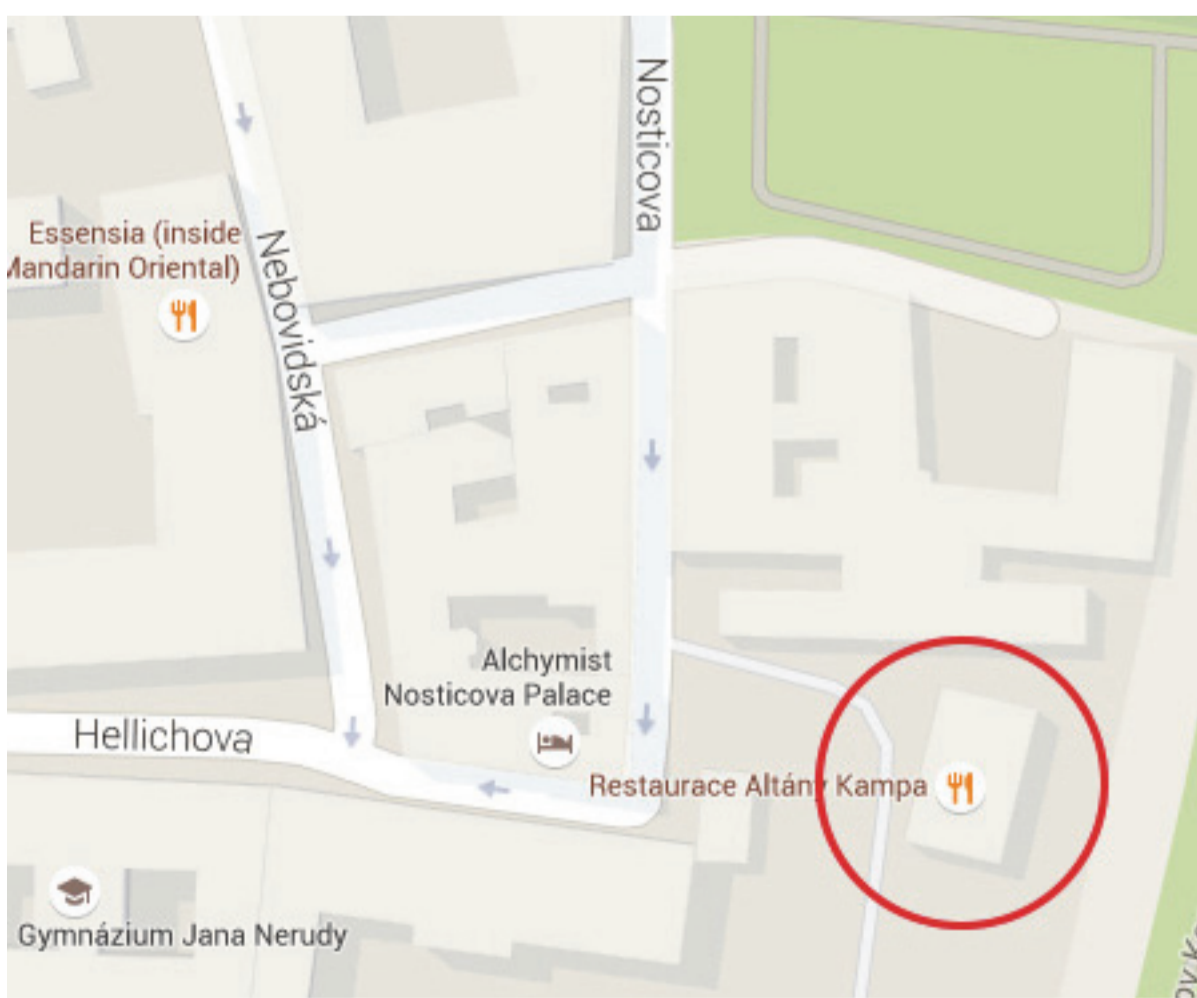 Nosticova
Essensia (inside
Mandarin Oriental)
Nebovidská
Alchymist
Nosticova Palace
Hellichova
Restaurace Altány Kampa
Gymnázium Jana Nerudy